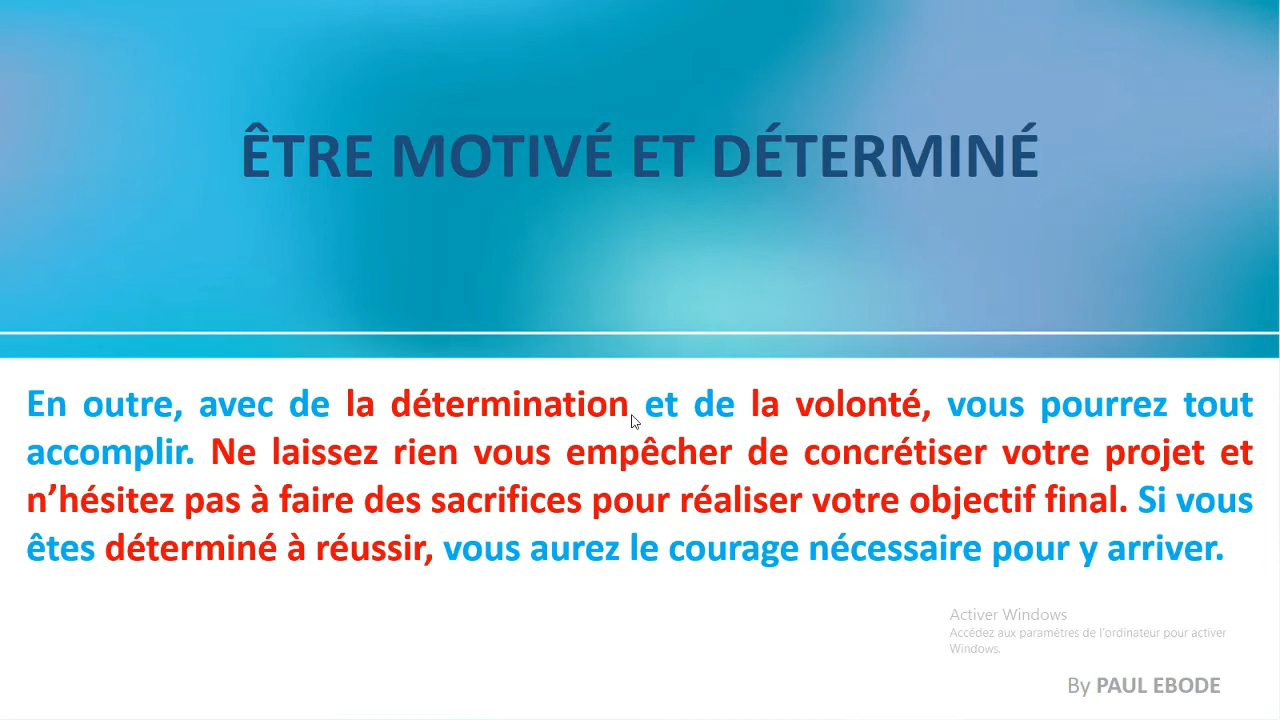 ÊTRE MOTIVÉ ET DÉTERMINÉ
En outre, avec de la détermination et de la volonté, vous pourrez tout
accomplir. Ne laissez rien vous empêcher de concrétiser votre projet et
n’hésitez pas à faire des sacrifices pour réaliser votre objectif final. Si vous
êtes déterminé à réussir, vous aurez le courage nécessaire pour y arriver.
Activer Windows
Accédez aux paramètres de l'ordinateur pour activer
Windows.
By PAUL EBODE